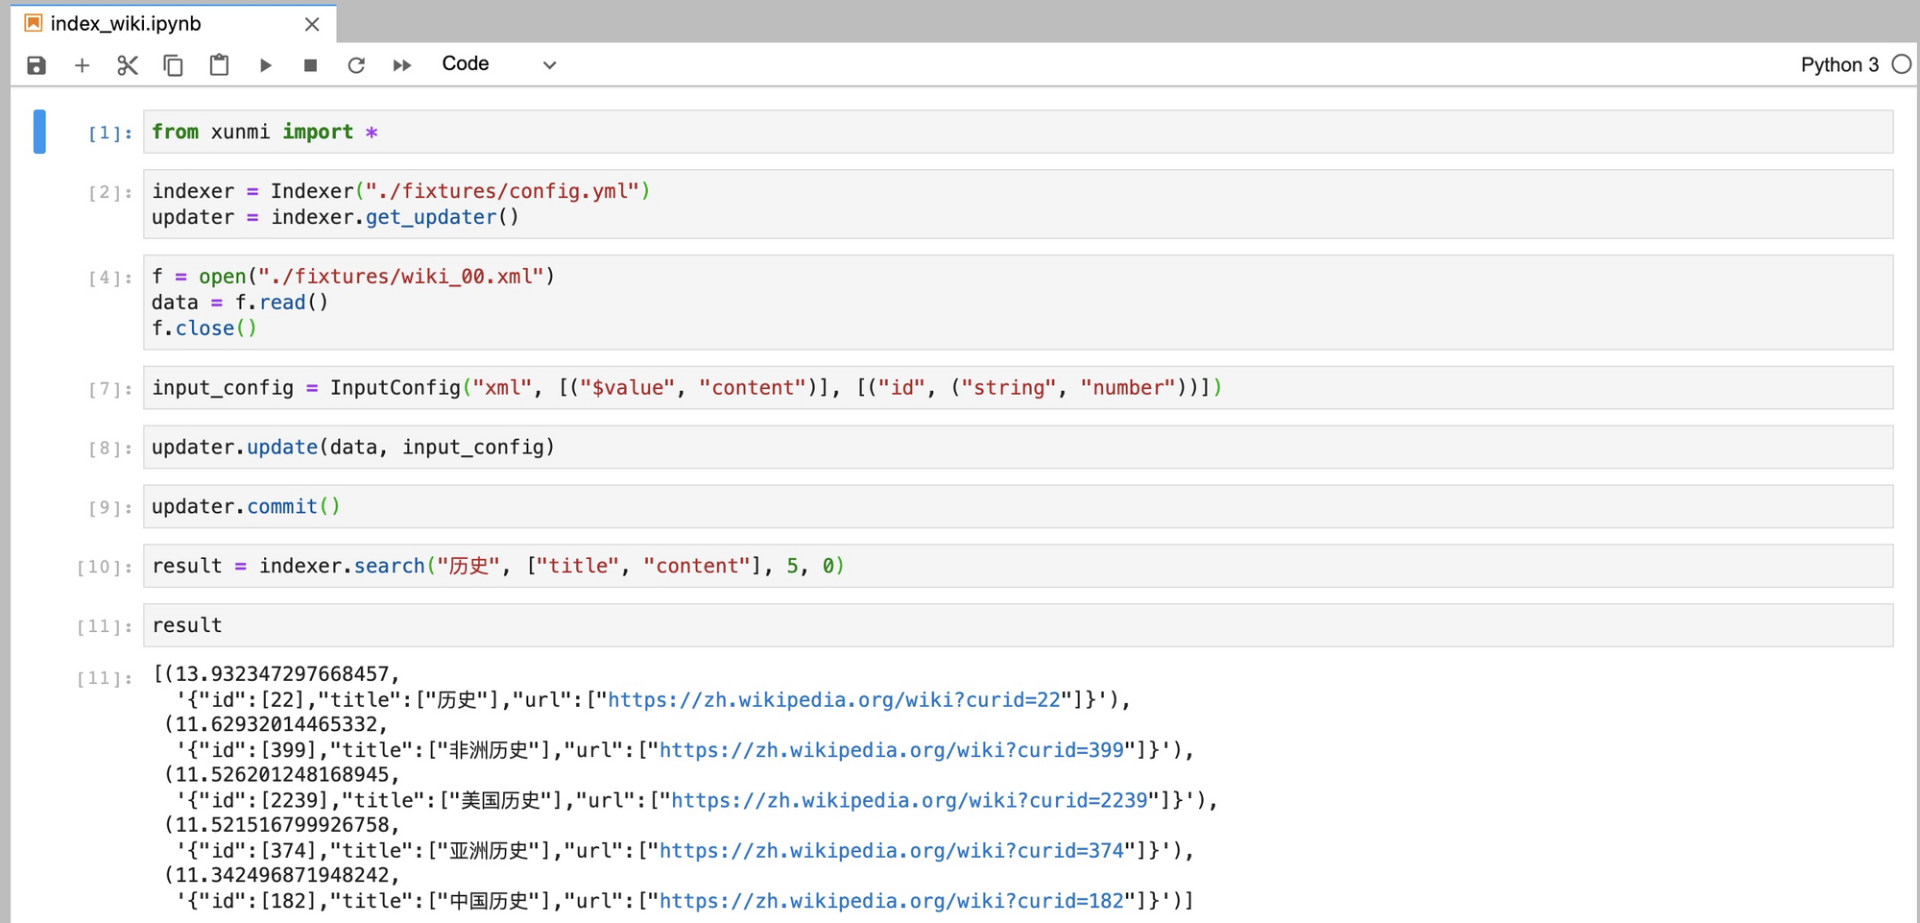 index_wiki.ipynb
Code
Python 3
[1]: from xunmi import *
[2]: indexer = Indexer("./fixtures/config.yml")
updater = indexer.get_updater()
[4]: f = open("./fixtures/wiki_00.xml")
data = f.read()
f.close()
[7]: input_config = InputConfig("xml", [("$value", "content")], [("id", ("string", "number"))])
[8]: updater.update(data, input_config)
[9]: updater.commit()
[10]: result = indexer.search("历史", ["title", "content"], 5, 0)
[11]: result
[11]: [(13.932347297668457,
'{"id":[22],"title":["历史"],"url":["https://zh.wikipedia.org/wiki?curid=22"]}'),
(11.62932014465332,
'{"id":[399],"title":["非洲历史"],"url":["https://zh.wikipedia.org/wiki?curid=399"]}'),
(11.526201248168945,
'{"id":[2239],"title":["美国历史"],"url":["https://zh.wikipedia.org/wiki?curid=2239"]}'),
(11.521516799926758,
'{"id":[374],"title":["亚洲历史"],"url":["https://zh.wikipedia.org/wiki?curid=374"]}'),
(11.342496871948242,
'{"id":[182],"title":["中国历史"],"url":["https://zh.wikipedia.org/wiki?curid=182"]}')]